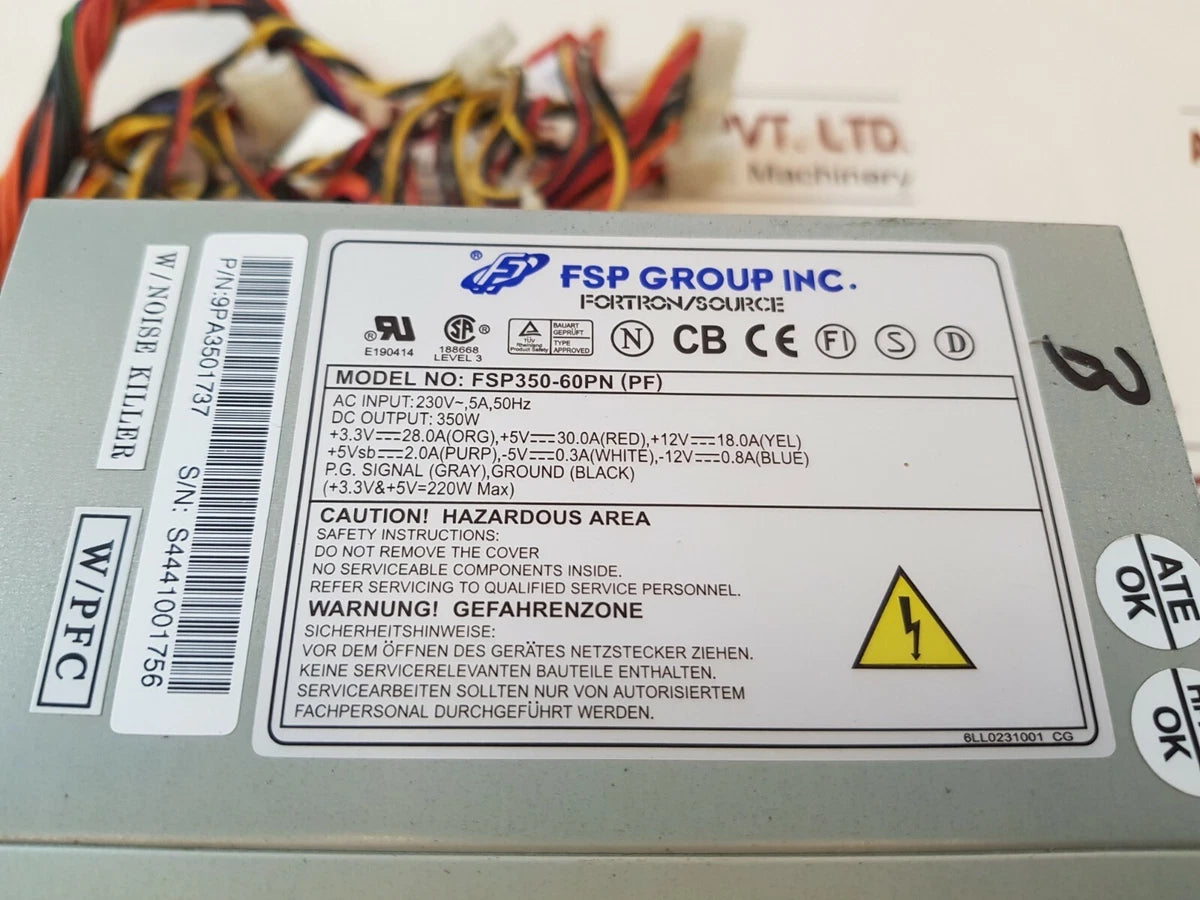 PVT. LTD.
Machinery
W/NOISE KILLER
W/PFC
P/N:9PA3501737
S/N: S4441001756
® FSP GROUP INC.
FORTRON/SOURCE
® E190414
® 188668
LEVEL 3
TÜV
Rheinland
Product Safety
BAUART
GEPRÜFT
TYPE
APPROVED
N CB CE FI S D
MODEL NO: FSP350-60PN (PF)
AC INPUT:230V~,5A,50Hz
DC OUTPUT: 350W
+3.3V⎓28.0A(ORG),+5V⎓30.0A(RED),+12V⎓18.0A(YEL)
+5Vsb⎓2.0A(PURP),-5V⎓0.3A(WHITE),-12V⎓0.8A(BLUE)
P.G. SIGNAL (GRAY),GROUND (BLACK)
(+3.3V&+5V=220W Max)
CAUTION! HAZARDOUS AREA
SAFETY INSTRUCTIONS:
DO NOT REMOVE THE COVER
NO SERVICEABLE COMPONENTS INSIDE.
REFER SERVICING TO QUALIFIED SERVICE PERSONNEL.
WARNUNG! GEFAHRENZONE
SICHERHEITSHINWEISE:
VOR DEM ÖFFNEN DES GERÄTES NETZSTECKER ZIEHEN.
KEINE SERVICERELEVANTEN BAUTEILE ENTHALTEN.
SERVICEARBEITEN SOLLTEN NUR VON AUTORISIERTEM
FACHPERSONAL DURCHGEFÜHRT WERDEN.
6LL0231001 CG
ATE
OK
OK